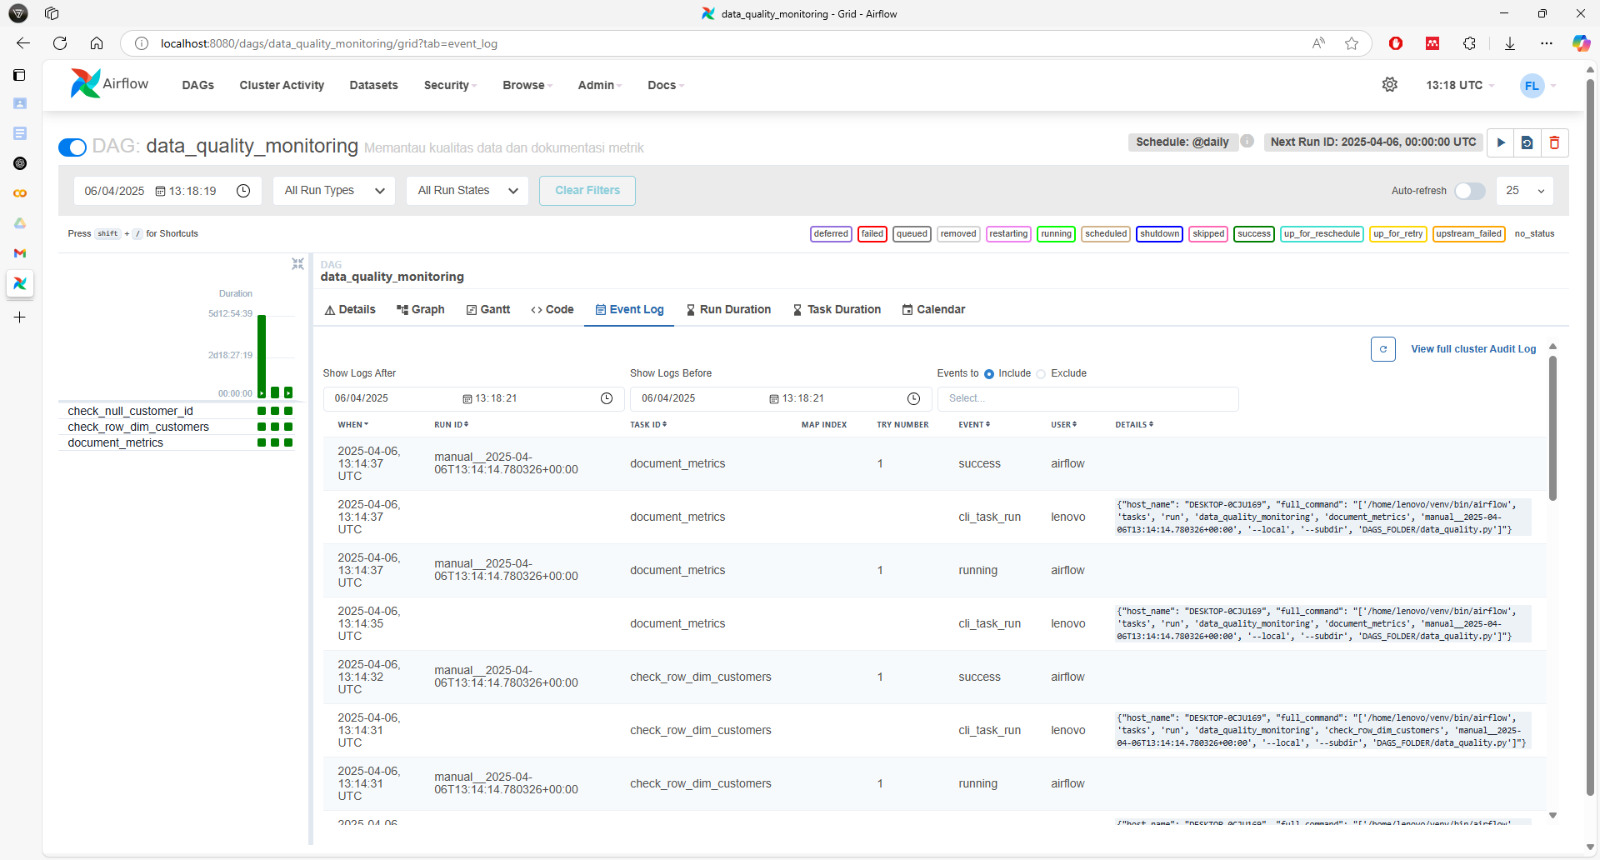 data_quality_monitoring - Grid - Airflow
localhost:8080/dags/data_quality_monitoring/grid?tab=event_log
Airflow
DAGs
Cluster Activity
Datasets
Security
Browse
Admin
Docs
13:18 UTC
FL
DAG: data_quality_monitoring Memantau kualitas data dan dokumentasi metrik
Schedule: @daily
Next Run ID: 2025-04-06, 00:00:00 UTC
06/04/2025 13:18:19
All Run Types
All Run States
Clear Filters
Auto-refresh
25
Press shift + / for Shortcuts
deferred failed queued removed restarting running scheduled shutdown skipped success up_for_reschedule up_for_retry upstream_failed no_status
Duration
5d12:54:39
2d18:27:19
00:00:00
check_null_customer_id
check_row_dim_customers
document_metrics
DAG
data_quality_monitoring
Details
Graph
Gantt
<> Code
Event Log
Run Duration
Task Duration
Calendar
View full cluster Audit Log
Show Logs After
Show Logs Before
Events to Include Exclude
06/04/2025 13:18:21
06/04/2025 13:18:21
Select...
WHEN RUN ID TASK ID MAP INDEX TRY NUMBER EVENT USER DETAILS
2025-04-06,
13:14:37
UTC
manual__2025-04-
06T13:14:14.780326+00:00
document_metrics
1
success
airflow
2025-04-06,
13:14:37
UTC
document_metrics
cli_task_run
lenovo
{"host_name": "DESKTOP-0CJU169", "full_command": "['/home/lenovo/venv/bin/airflow',
'tasks', 'run', 'data_quality_monitoring', 'document_metrics', 'manual__2025-04-
06T13:14:14.780326+00:00', '--local', '--subdir', 'DAGS_FOLDER/data_quality.py']"}
2025-04-06,
13:14:37
UTC
manual__2025-04-
06T13:14:14.780326+00:00
document_metrics
1
running
airflow
2025-04-06,
13:14:35
UTC
document_metrics
cli_task_run
lenovo
{"host_name": "DESKTOP-0CJU169", "full_command": "['/home/lenovo/venv/bin/airflow',
'tasks', 'run', 'data_quality_monitoring', 'document_metrics', 'manual__2025-04-
06T13:14:14.780326+00:00', '--local', '--subdir', 'DAGS_FOLDER/data_quality.py']"}
2025-04-06,
13:14:32
UTC
manual__2025-04-
06T13:14:14.780326+00:00
check_row_dim_customers
1
success
airflow
2025-04-06,
13:14:31
UTC
check_row_dim_customers
cli_task_run
lenovo
{"host_name": "DESKTOP-0CJU169", "full_command": "['/home/lenovo/venv/bin/airflow',
'tasks', 'run', 'data_quality_monitoring', 'check_row_dim_customers', 'manual__2025-
04-06T13:14:14.780326+00:00', '--local', '--subdir', 'DAGS_FOLDER/data_quality.py']"}
2025-04-06,
13:14:31
UTC
manual__2025-04-
06T13:14:14.780326+00:00
check_row_dim_customers
1
running
airflow
2025-04-06,
{"host_name": "DESKTOP-0CJU169", "full_command": "['/home/lenovo/venv/bin/airflow',